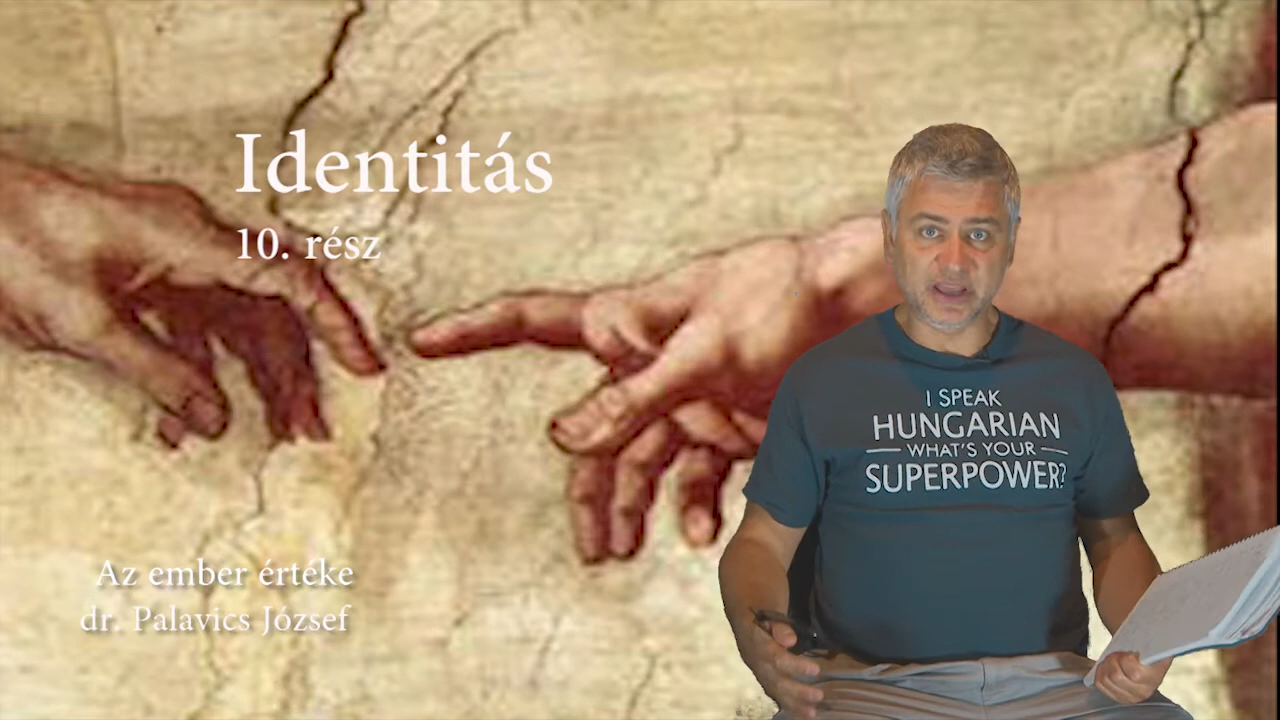 Identitás
10. rész
I SPEAK
HUNGARIAN
WHAT'S YOUR
SUPERPOWER?
Az ember értéke
dr. Palavics József